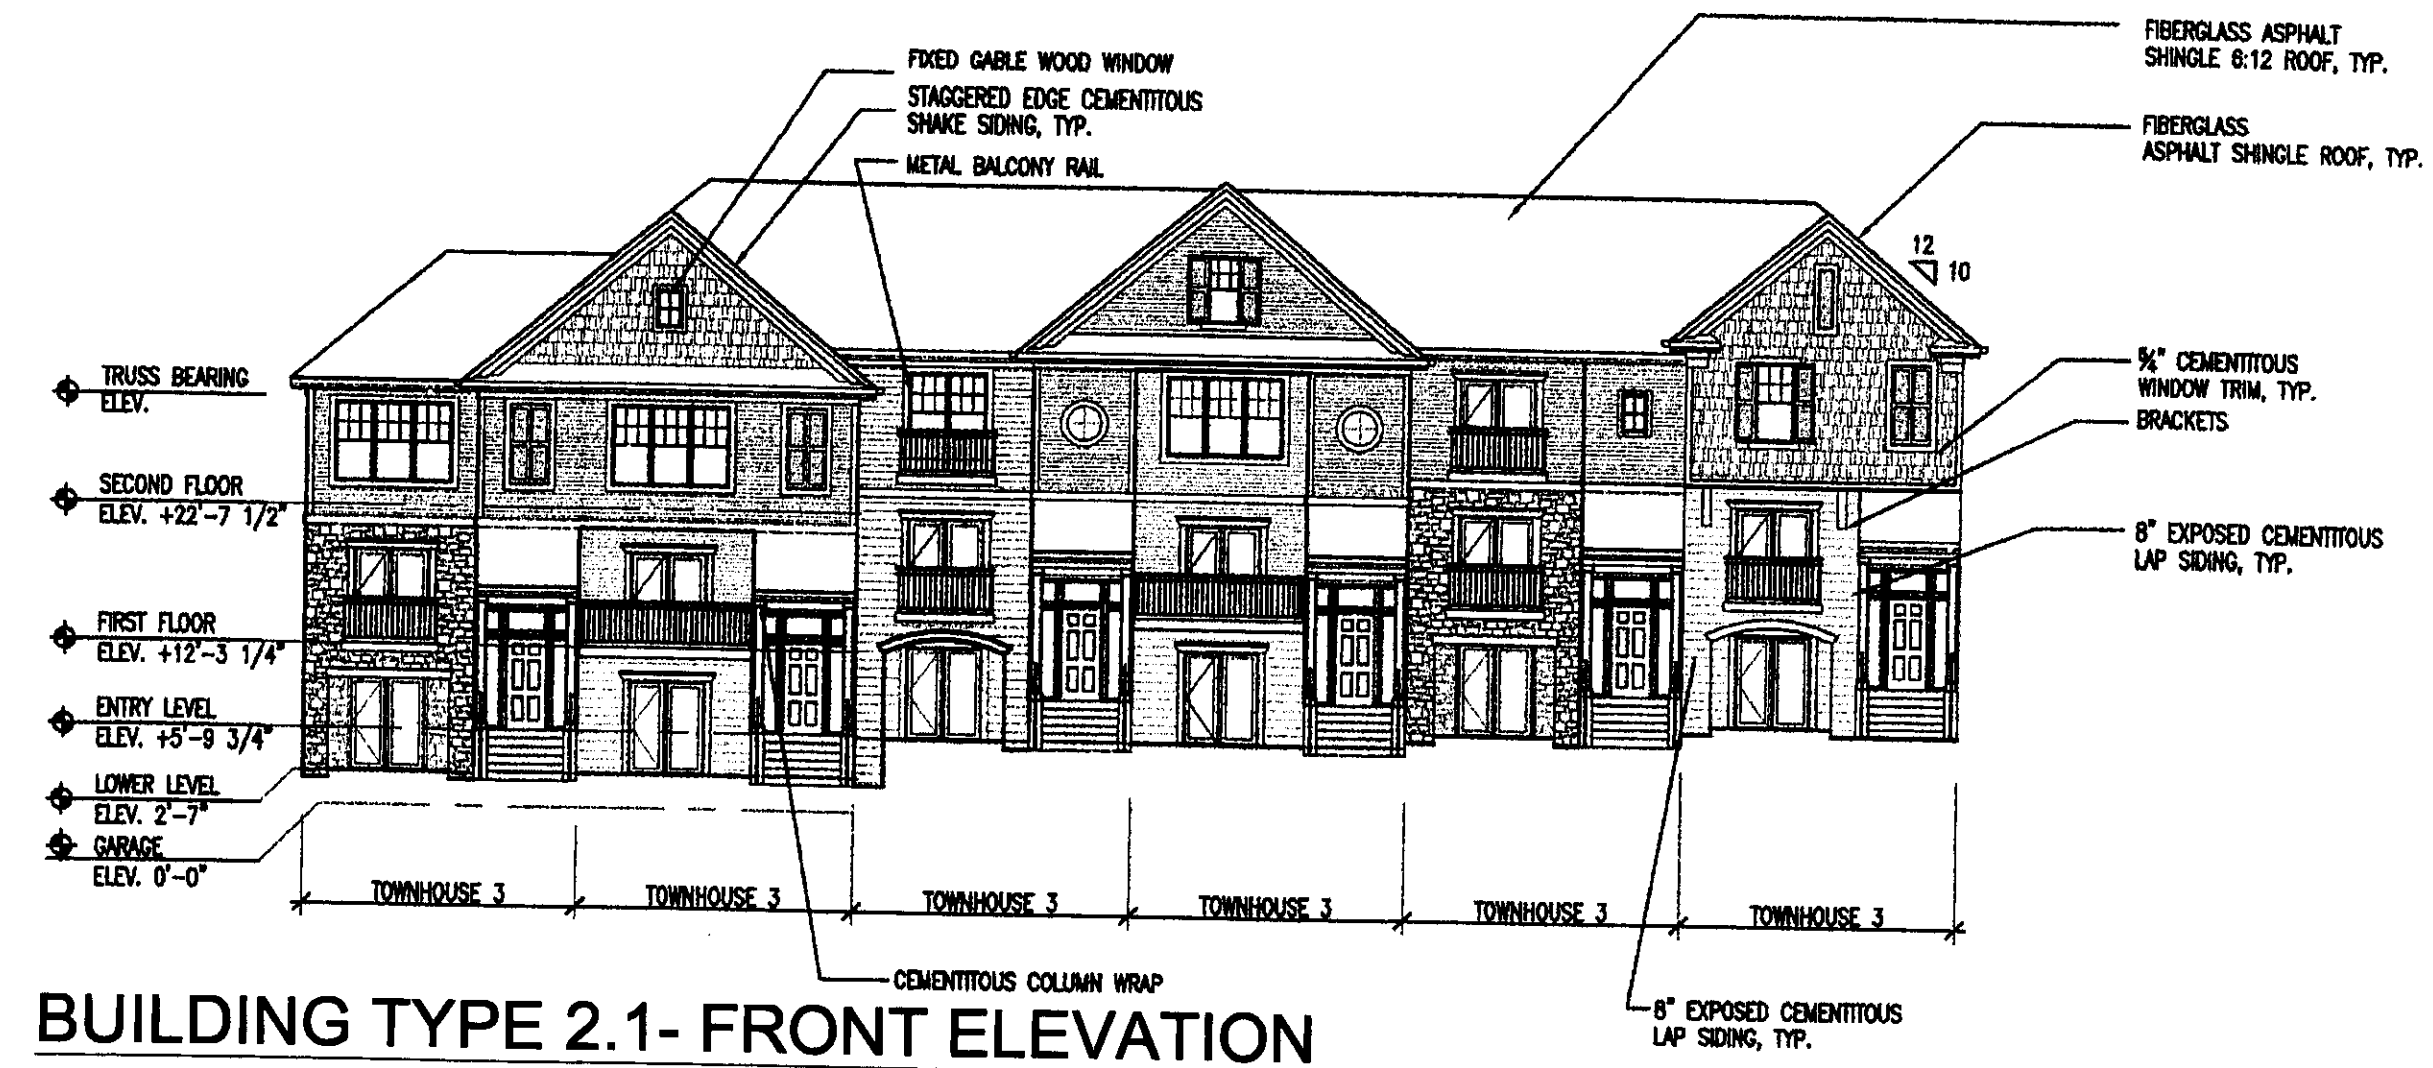 FIBERGLASS ASPHALT
SHINGLE 6:12 ROOF, TYP.
FIXED GABLE WOOD WINDOW
STAGGERED EDGE CEMENTITOUS
SHAKE SIDING, TYP.
FIBERGLASS
ASPHALT SHINGLE ROOF, TYP.
METAL BALCONY RAIL
12
10
TRUSS BEARING
ELEV.
5/4" CEMENTITOUS
WINDOW TRIM, TYP.
BRACKETS
SECOND FLOOR
ELEV. +22'-7 1/2"
8" EXPOSED CEMENTITOUS
LAP SIDING, TYP.
FIRST FLOOR
ELEV. +12'-3 1/4"
ENTRY LEVEL
ELEV. +5'-9 3/4"
LOWER LEVEL
ELEV. 2'-7"
GARAGE
ELEV. 0'-0"
TOWNHOUSE 3
TOWNHOUSE 3
TOWNHOUSE 3
TOWNHOUSE 3
TOWNHOUSE 3
TOWNHOUSE 3
CEMENTITOUS COLUMN WRAP
8" EXPOSED CEMENTITOUS
LAP SIDING, TYP.
BUILDING TYPE 2.1- FRONT ELEVATION